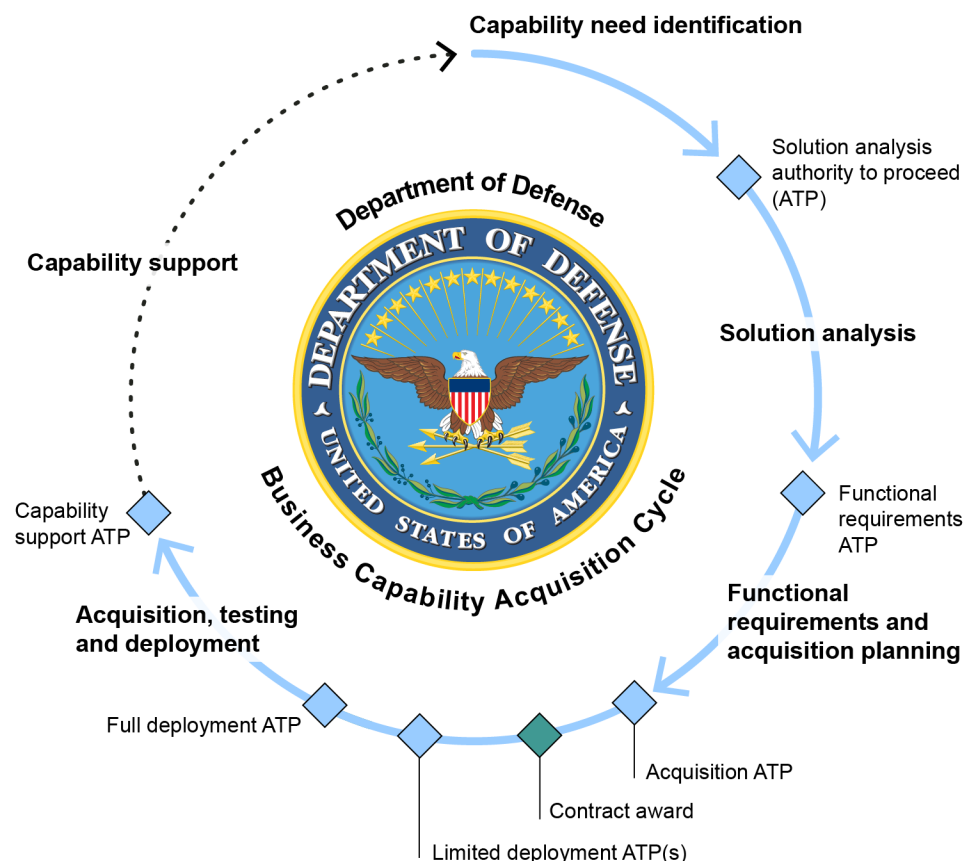 Capability need identification
Solution analysis
authority to proceed
(ATP)
Department of Defense
DEPARTMENT OF DEFENSE
UNITED STATES OF AMERICA
Business Capability Acquisition Cycle
Capability support
Solution analysis
Functional
requirements
ATP
Functional
requirements and
acquisition planning
Acquisition ATP
Contract award
Limited deployment ATP(s)
Full deployment ATP
Acquisition, testing
and deployment
Capability
support ATP